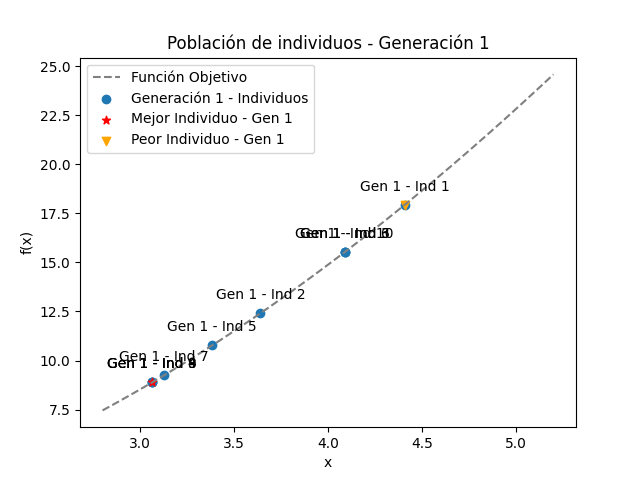 Población de individuos - Generación 1
Función Objetivo
Generación 1 - Individuos
Mejor Individuo - Gen 1
Peor Individuo - Gen 1
25.0
22.5
20.0
17.5
15.0
12.5
10.0
7.5
f(x)
Gen 1 - Ind 1
Gen 1 - Ind 2
Gen 1 - Ind 5
Gen 1 - Ind 7
Gen 1 - Ind
3.0
3.5
4.0
4.5
5.0
x